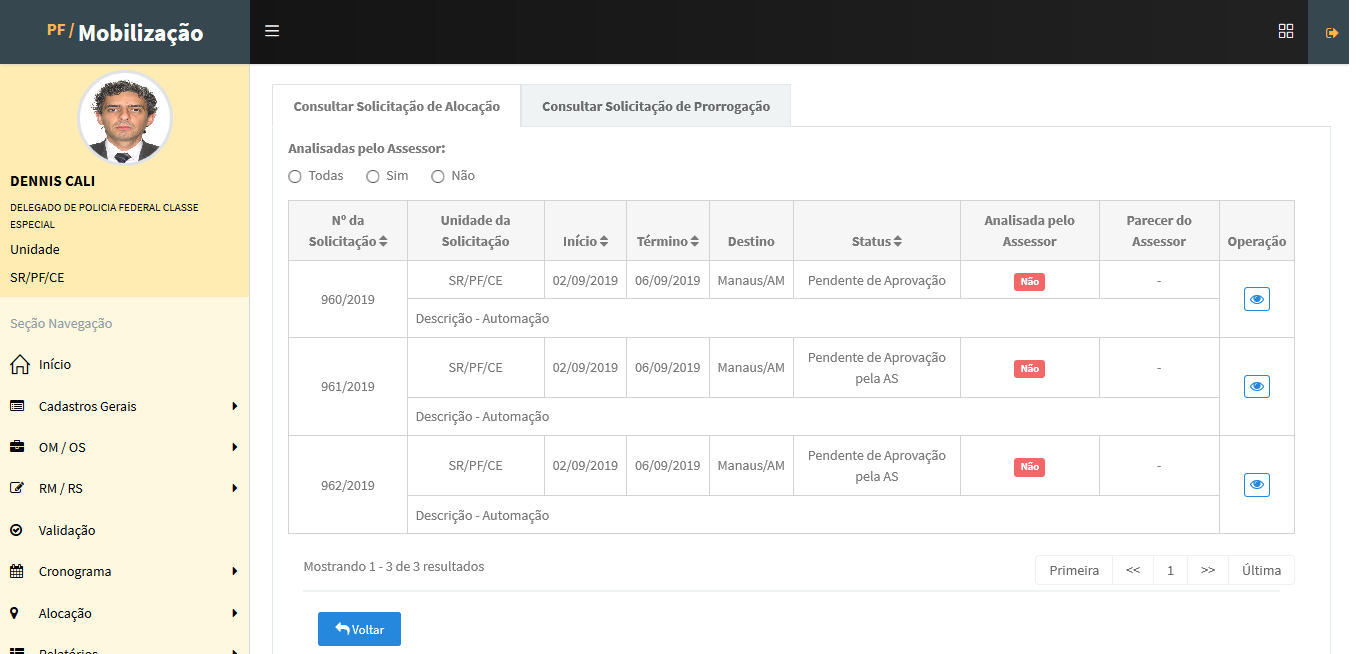 PF / Mobilização
DENNIS CALI
DELEGADO DE POLICIA FEDERAL CLASSE
ESPECIAL
Unidade
SR/PF/CE
Seção Navegação
Início
Cadastros Gerais
OM / OS
RM / RS
Validação
Cronograma
Alocação
Relatórios
Consultar Solicitação de Alocação
Consultar Solicitação de Prorrogação
Analisadas pelo Assessor:
Todas Sim Não
Nº da Solicitação Unidade da Solicitação Início Término Destino Status Analisada pelo Assessor Parecer do Assessor Operação
960/2019 SR/PF/CE 02/09/2019 06/09/2019 Manaus/AM Pendente de Aprovação Não -
Descrição - Automação
961/2019 SR/PF/CE 02/09/2019 06/09/2019 Manaus/AM Pendente de Aprovação pela AS Não -
Descrição - Automação
962/2019 SR/PF/CE 02/09/2019 06/09/2019 Manaus/AM Pendente de Aprovação pela AS Não -
Descrição - Automação
Mostrando 1 - 3 de 3 resultados
Primeira << 1 >> Última
Voltar